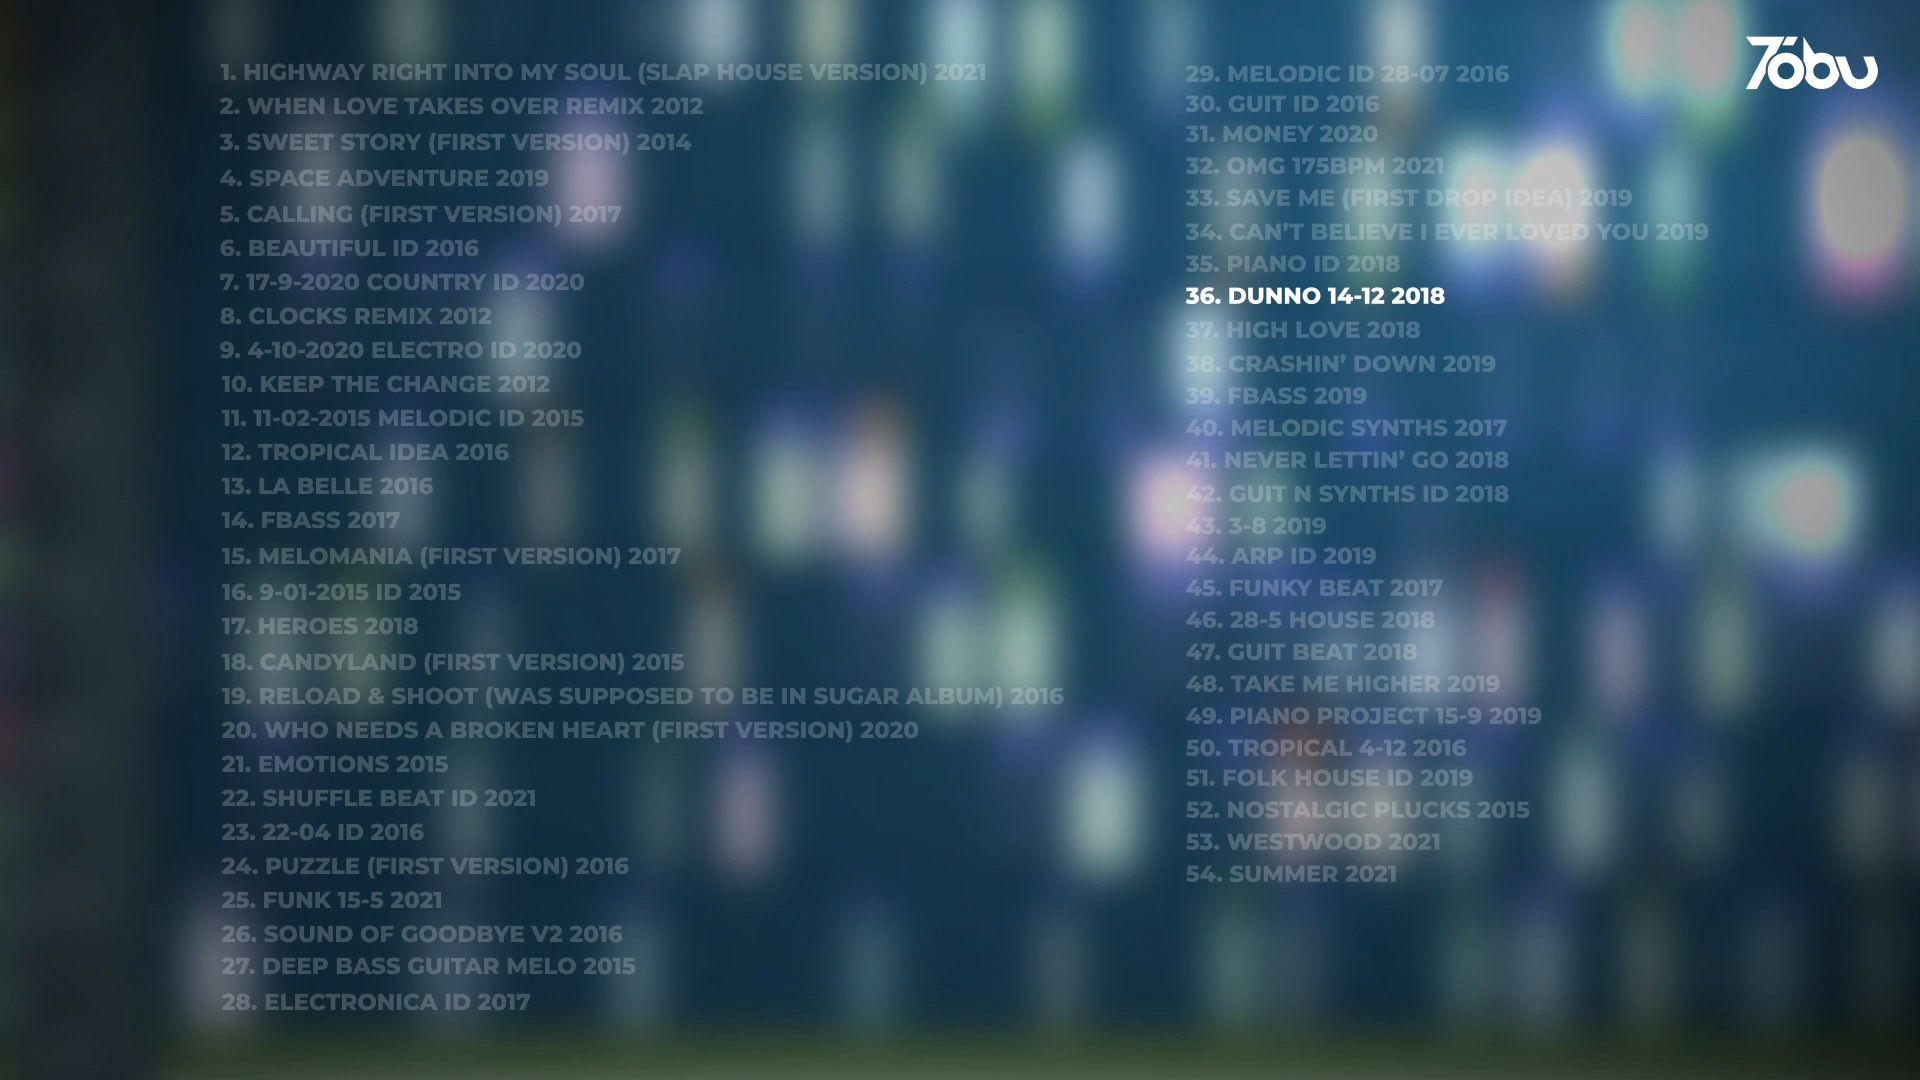 1. HIGHWAY RIGHT INTO MY SOUL (SLAP HOUSE VERSION) 2021
2. WHEN LOVE TAKES OVER REMIX 2012
3. SWEET STORY (FIRST VERSION) 2014
4. SPACE ADVENTURE 2019
5. CALLING (FIRST VERSION) 2017
6. BEAUTIFUL ID 2016
7. 17-9-2020 COUNTRY ID 2020
8. CLOCKS REMIX 2012
9. 4-10-2020 ELECTRO ID 2020
10. KEEP THE CHANGE 2012
11. 11-02-2015 MELODIC ID 2015
12. TROPICAL IDEA 2016
13. LA BELLE 2016
14. FBASS 2017
15. MELOMANIA (FIRST VERSION) 2017
16. 9-01-2015 ID 2015
17. HEROES 2018
18. CANDYLAND (FIRST VERSION) 2015
19. RELOAD & SHOOT (WAS SUPPOSED TO BE IN SUGAR ALBUM) 2016
20. WHO NEEDS A BROKEN HEART (FIRST VERSION) 2020
21. EMOTIONS 2015
22. SHUFFLE BEAT ID 2021
23. 22-04 ID 2016
24. PUZZLE (FIRST VERSION) 2016
25. FUNK 15-5 2021
26. SOUND OF GOODBYE V2 2016
27. DEEP BASS GUITAR MELO 2015
28. ELECTRONICA ID 2017
29. MELODIC ID 28-07 2016
30. GUIT ID 2016
31. MONEY 2020
32. OMG 175BPM 2021
33. SAVE ME (FIRST DROP IDEA) 2019
34. CAN’T BELIEVE I EVER LOVED YOU 2019
35. PIANO ID 2018
36. DUNNO 14-12 2018
37. HIGH LOVE 2018
38. CRASHIN’ DOWN 2019
39. FBASS 2019
40. MELODIC SYNTHS 2017
41. NEVER LETTIN’ GO 2018
42. GUIT N SYNTHS ID 2018
43. 3-8 2019
44. ARP ID 2019
45. FUNKY BEAT 2017
46. 28-5 HOUSE 2018
47. GUIT BEAT 2018
48. TAKE ME HIGHER 2019
49. PIANO PROJECT 15-9 2019
50. TROPICAL 4-12 2016
51. FOLK HOUSE ID 2019
52. NOSTALGIC PLUCKS 2015
53. WESTWOOD 2021
54. SUMMER 2021
Tobu